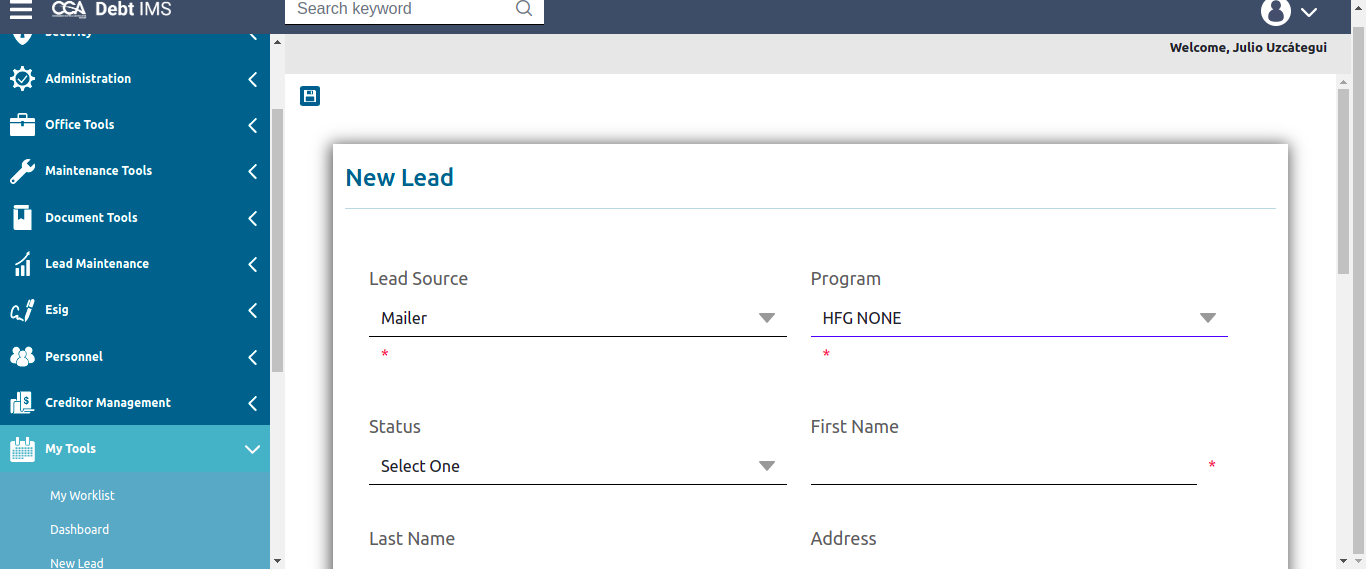 CGA Debt IMS
Search keyword
Welcome, Julio Uzcátegui
Security
Administration
Office Tools
Maintenance Tools
Document Tools
Lead Maintenance
Esig
Personnel
Creditor Management
My Tools
My Worklist
Dashboard
New Lead
New Lead
Lead Source
Program
Mailer
HFG NONE
*
*
Status
First Name
Select One
*
Last Name
Address